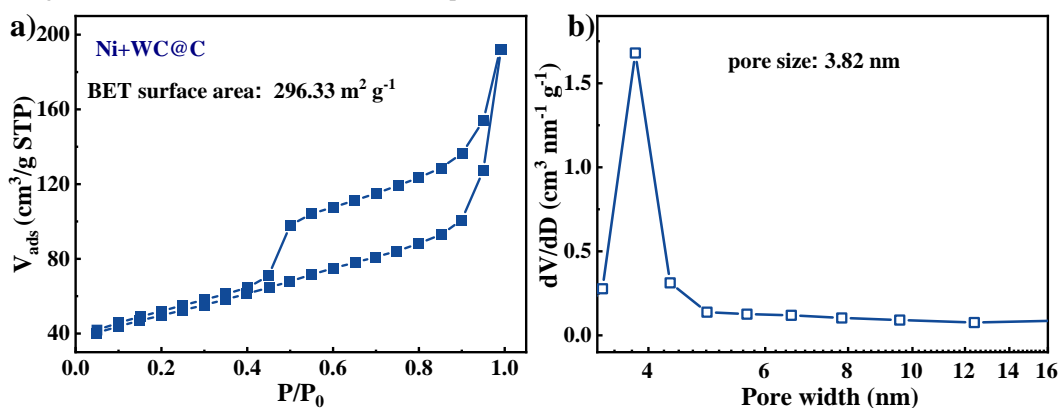 a)
Ni+WC@C
BET surface area: 296.33 m² g⁻¹
V_ads (cm³/g STP)
200
160
120
80
40
0.0 0.2 0.4 0.6 0.8 1.0
P/P₀
b)
pore size: 3.82 nm
dV/dD (cm³ nm⁻¹ g⁻¹)
1.5
1.0
0.5
0.0
4 6 8 10 12 14 16
Pore width (nm)